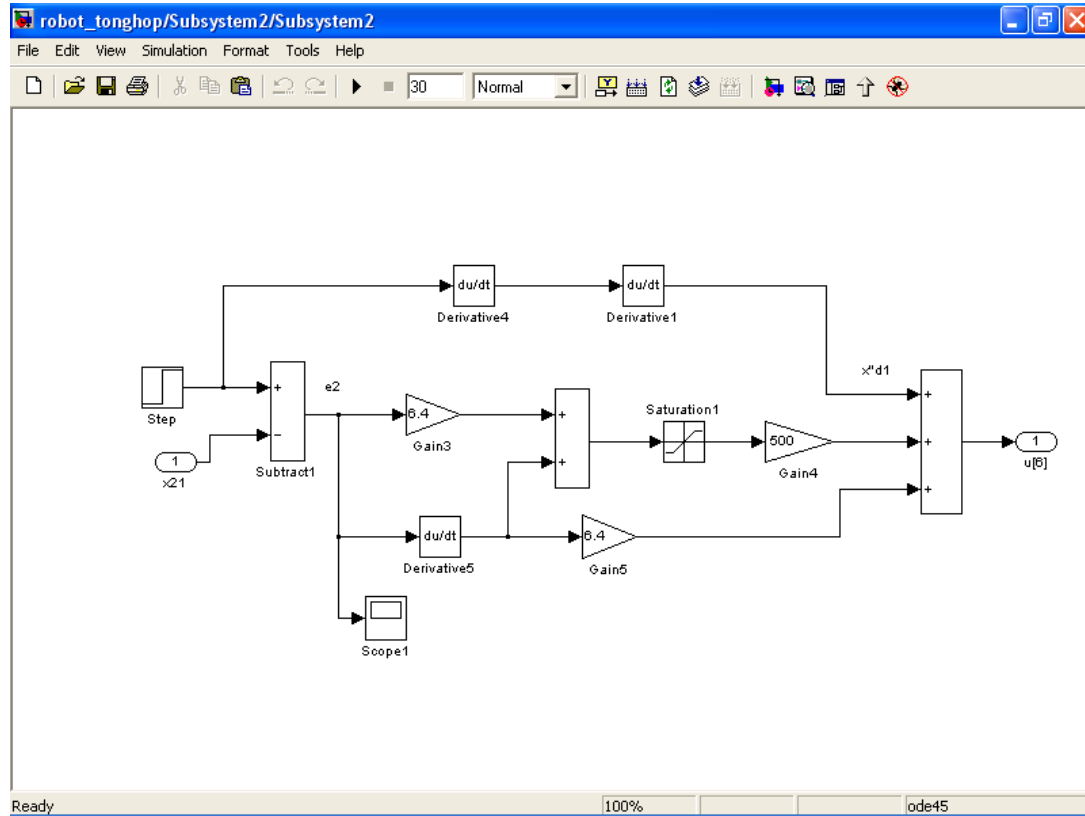 robot_tonghop/Subsystem2/Subsystem2
File Edit View Simulation Format Tools Help
30 Normal
du/dt du/dt
Derivative4 Derivative1
x"d1
Step
+
-
e2
1
x21
Subtract1
6.4
Gain3
+
+
Saturation1
500
Gain4
+
+
+
1
u[6]
du/dt
Derivative5
6.4
Gain5
Scope1
Ready 100% ode45